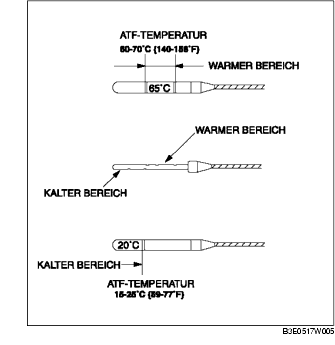 ATF-TEMPERATUR
60-70°C (140-158°F)
WARMER BEREICH
65°C
WARMER BEREICH
KALTER BEREICH
20°C
KALTER BEREICH
ATF-TEMPERATUR
15-25°C (59-77°F)
B3E0517W005